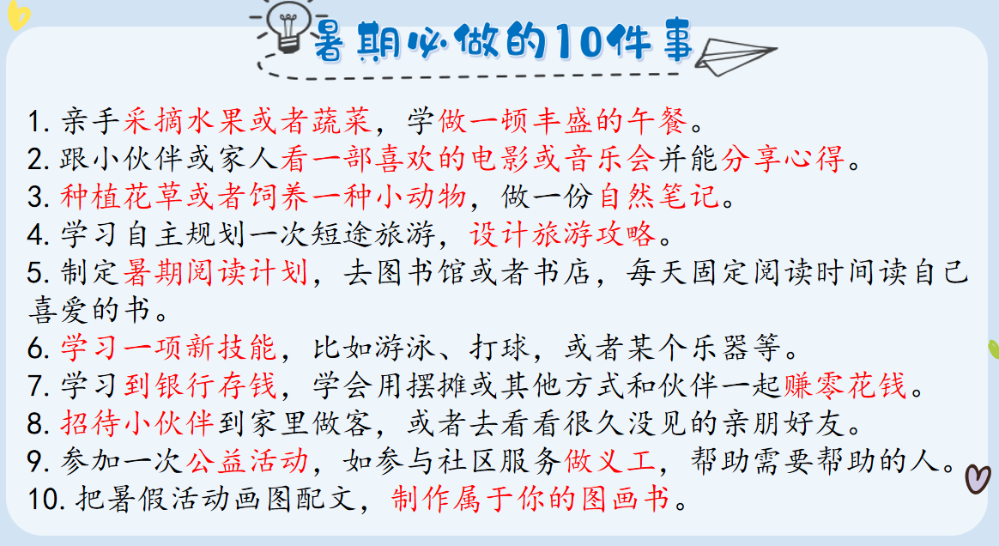 暑期必做的10件事
1. 亲手采摘水果或者蔬菜，学做一顿丰盛的午餐。
2. 跟小伙伴或家人看一部喜欢的电影或音乐会并能分享心得。
3. 种植花草或者饲养一种小动物，做一份自然笔记。
4. 学习自主规划一次短途旅游，设计旅游攻略。
5. 制定暑期阅读计划，去图书馆或者书店，每天固定阅读时间读自己
喜爱的书。
6. 学习一项新技能，比如游泳、打球，或者某个乐器等。
7. 学习到银行存钱，学会用摆摊或其他方式和伙伴一起赚零花钱。
8. 招待小伙伴到家里做客，或者去看看很久没见的亲朋好友。
9. 参加一次公益活动，如参与社区服务做义工，帮助需要帮助的人。
10. 把暑假活动画图配文，制作属于你的图画书。